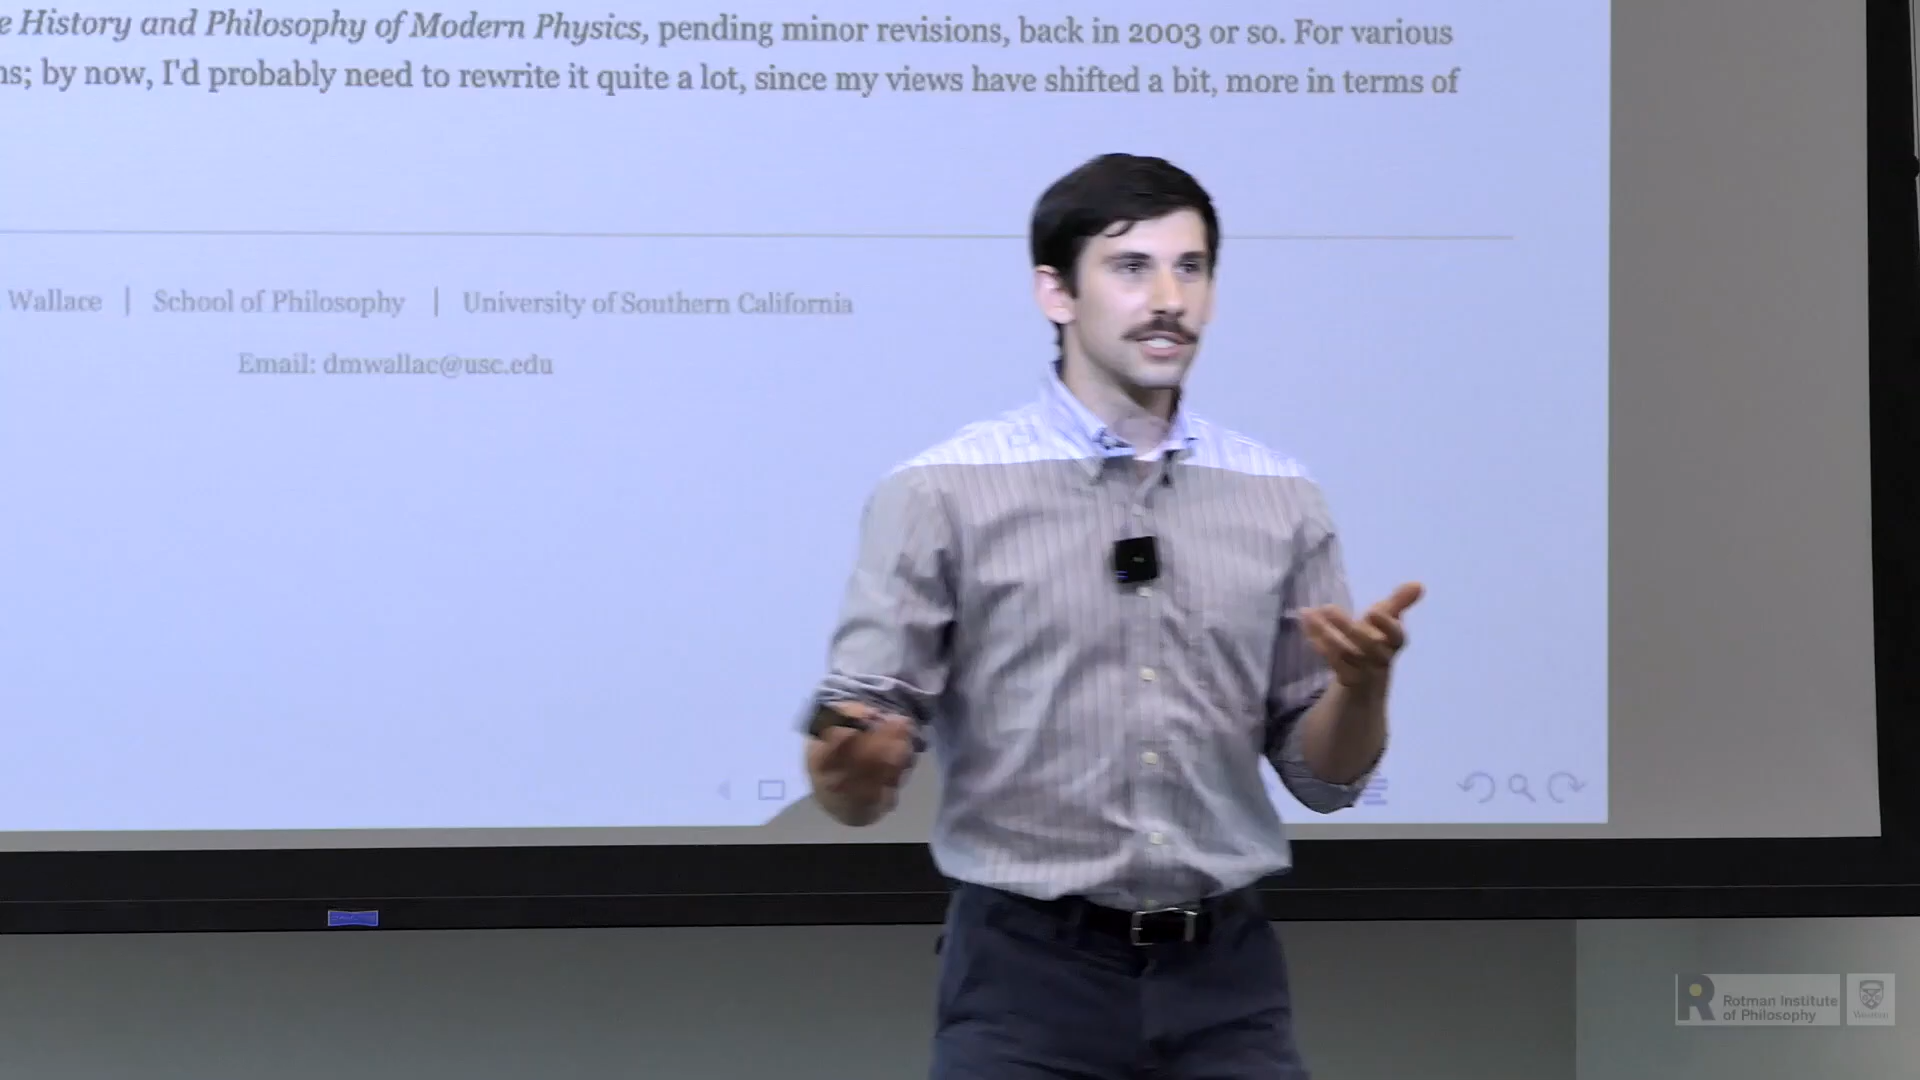 e History and Philosophy of Modern Physics, pending minor revisions, back in 2003 or so. For various
ns; by now, I'd probably need to rewrite it quite a lot, since my views have shifted a bit, more in terms of
Wallace | School of Philosophy | University of Southern California
Email: dmwallac@usc.edu
Rotman Institute
of Philosophy
Western